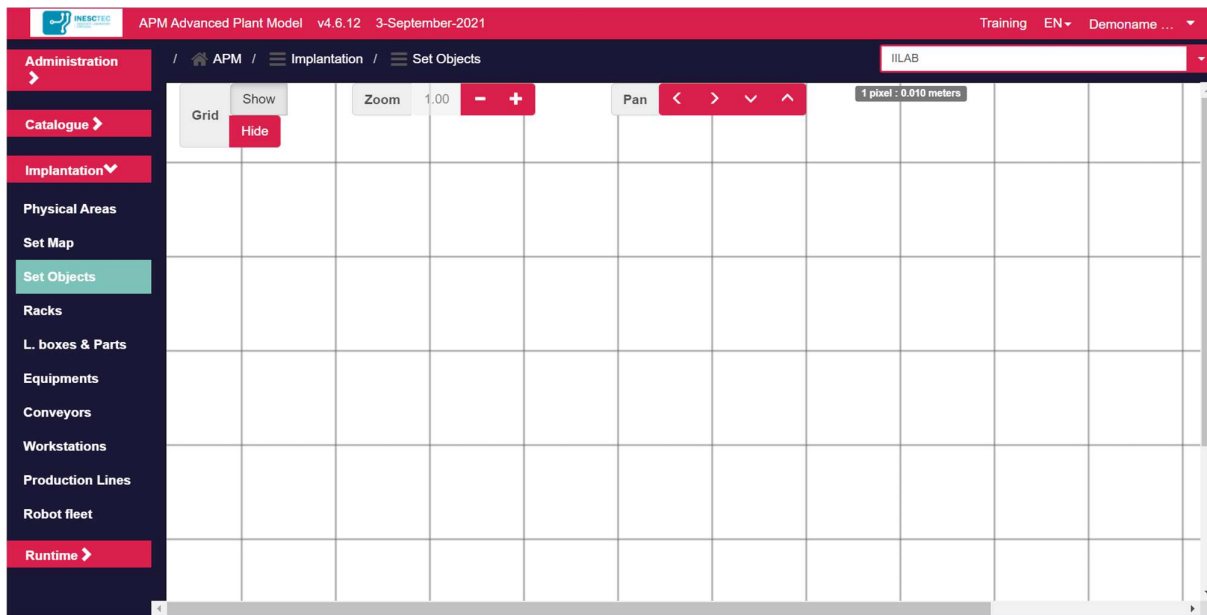 INESCTEC
APM Advanced Plant Model v4.6.12 3-September-2021
Training EN Demoname ...
Administration
/ APM / Implantation / Set Objects
IILAB
Catalogue
Implantation
Physical Areas
Set Map
Set Objects
Racks
L. boxes & Parts
Equipments
Conveyors
Workstations
Production Lines
Robot fleet
Runtime
Grid
Show
Hide
Zoom 1.00 - +
Pan
1 pixel : 0.010 meters